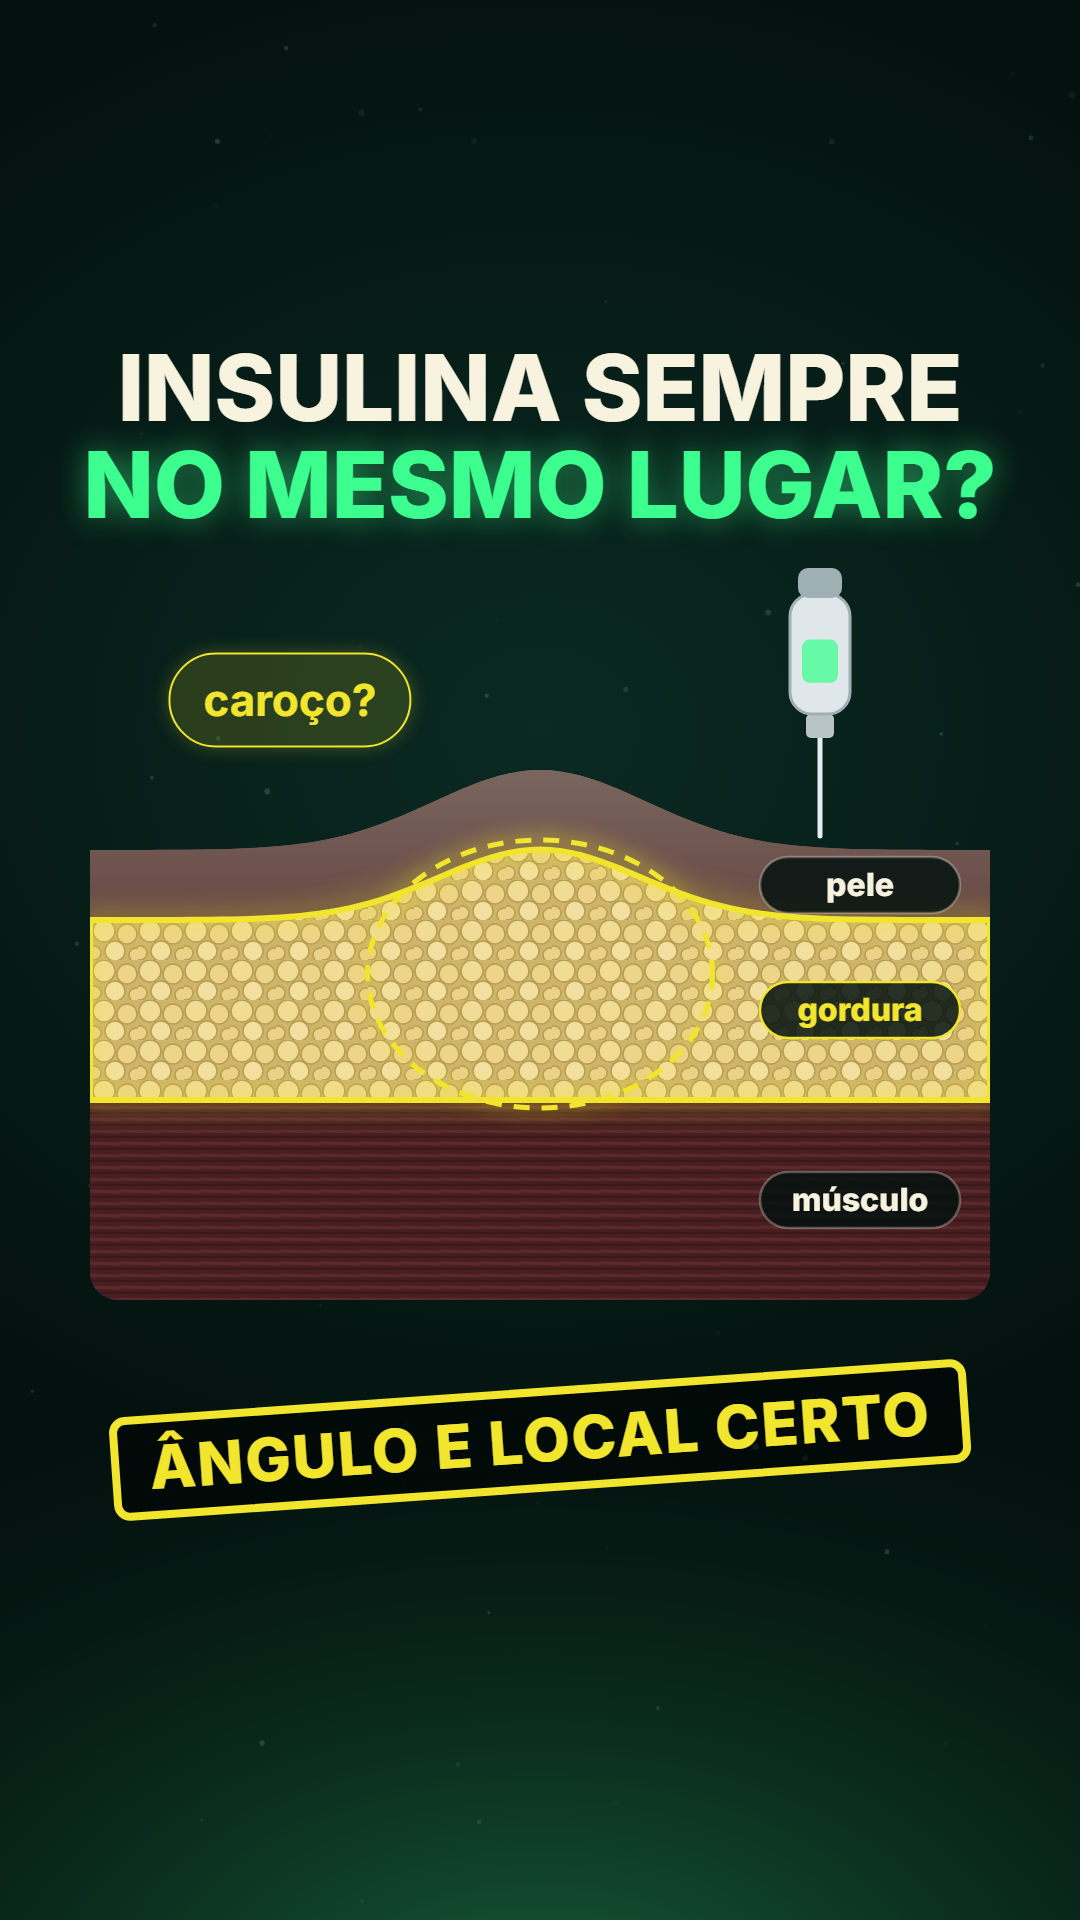 INSULINA SEMPRE
NO MESMO LUGAR?
caroço?
pele
gordura
músculo
ÂNGULO E LOCAL CERTO